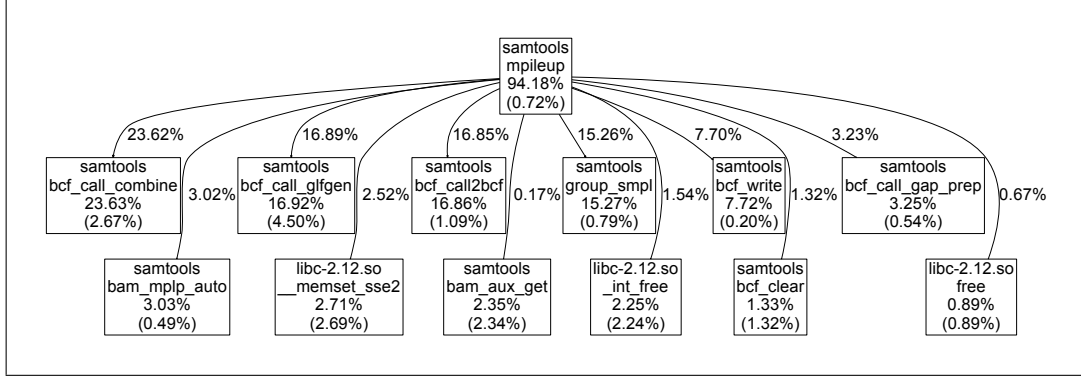 samtools
mpileup
94.18%
(0.72%)
23.62%
16.89%
16.85%
15.26%
7.70%
3.23%
samtools
bcf_call_combine
23.63%
(2.67%)
3.02%
samtools
bcf_call_glfgen
16.92%
(4.50%)
2.52%
samtools
bcf_call2bcf
16.86%
(1.09%)
0.17%
samtools
group_smpl
15.27%
(0.79%)
1.54%
samtools
bcf_write
7.72%
(0.20%)
1.32%
samtools
bcf_call_gap_prep
3.25%
(0.54%)
0.67%
samtools
bam_mplp_auto
3.03%
(0.49%)
libc-2.12.so
__memset_sse2
2.71%
(2.69%)
samtools
bam_aux_get
2.35%
(2.34%)
libc-2.12.so
_int_free
2.25%
(2.24%)
samtools
bcf_clear
1.33%
(1.32%)
libc-2.12.so
free
0.89%
(0.89%)